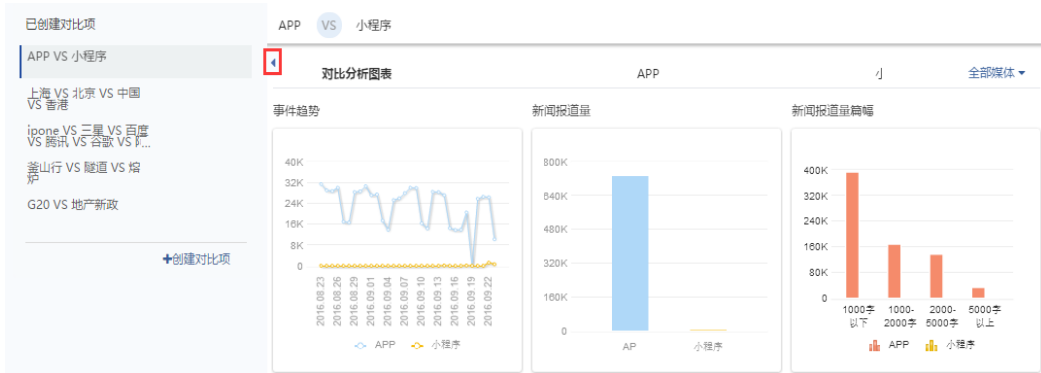 已创建对比项
APP VS 小程序
上海 VS 北京 VS 中国
VS 香港
ipone VS 三星 VS 百度
VS 腾讯 VS 谷歌 VS
釜山行 VS 隧道 VS 熔
炉
G20 VS 地产新政
+创建对比项
APP VS 小程序
对比分析图表 APP 小 全部媒体
事件趋势
40K
32K
24K
16K
8K
0
2016.08.23
2016.08.26
2016.08.29
2016.09.01
2016.09.04
2016.09.07
2016.09.10
2016.09.13
2016.09.16
2016.09.19
2016.09.22
APP 小程序
新闻报道量
800K
640K
480K
320K
160K
0
AP 小程序
新闻报道量篇幅
400K
320K
240K
160K
80K
0
1000字 1000- 2000- 5000字
以下 2000字 5000字 以上
APP 小程序